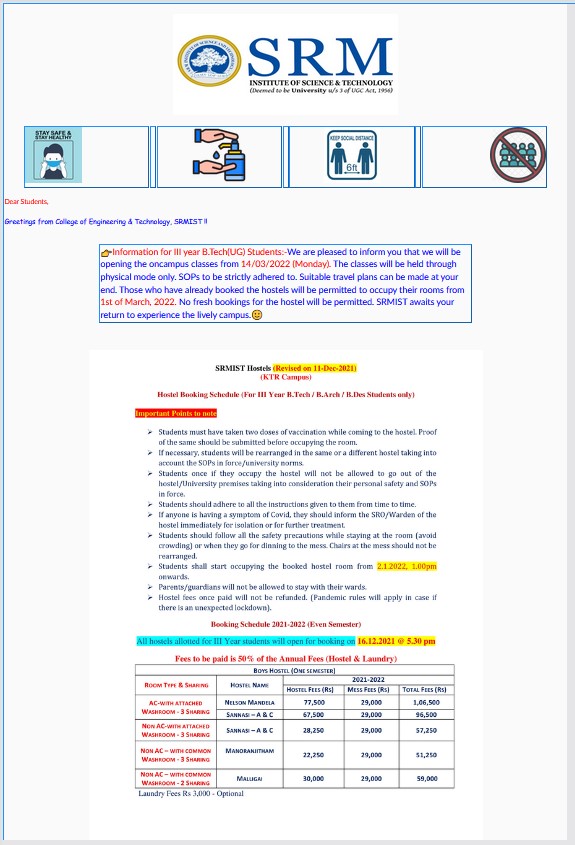 SRM
INSTITUTE OF SCIENCE & TECHNOLOGY
(Deemed to be University u/s 3 of UGC Act, 1956)
STAY SAFE &
STAY HEALTHY
KEEP SOCIAL DISTANCE
6ft
Dear Students,
Greetings from College of Engineering & Technology, SRMIST !!
👉Information for III year B.Tech(UG) Students:-We are pleased to inform you that we will be
opening the oncampus classes from 14/03/2022 (Monday). The classes will be held through
physical mode only. SOPs to be strictly adhered to. Suitable travel plans can be made at your
end. Those who have already booked the hostels will be permitted to occupy their rooms from
1st of March, 2022. No fresh bookings for the hostel will be permitted. SRMIST awaits your
return to experience the lively campus.🙂
SRMIST Hostels (Revised on 11-Dec-2021)
(KTR Campus)
Hostel Booking Schedule (For III Year B.Tech / B.Arch / B.Des Students only)
Important Points to note
➢ Students must have taken two doses of vaccination while coming to the hostel. Proof
of the same should be submitted before occupying the room.
➢ If necessary, students will be rearranged in the same or a different hostel taking into
account the SOPs in force/university norms.
➢ Students once if they occupy the hostel will not be allowed to go out of the
hostel/University premises taking into consideration their personal safety and SOPs
in force.
➢ Students should adhere to all the instructions given to them from time to time.
➢ If anyone is having a symptom of Covid, they should inform the SRO/Warden of the
hostel immediately for isolation or for further treatment.
➢ Students should follow all the safety precautions while staying at the room (avoid
crowding) or when they go for dinning to the mess. Chairs at the mess should not be
rearranged.
➢ Students shall start occupying the booked hostel room from 2.1.2022, 1.00pm
onwards.
➢ Parents/guardians will not be allowed to stay with their wards.
➢ Hostel fees once paid will not be refunded. (Pandemic rules will apply in case if
there is an unexpected lockdown).
Booking Schedule 2021-2022 (Even Semester)
All hostels allotted for III Year students will open for booking on 16.12.2021 @ 5.30 pm
Fees to be paid is 50% of the Annual Fees (Hostel & Laundry)
BOYS HOSTEL (ONE SEMESTER)
ROOM TYPE & SHARING HOSTEL NAME 2021-2022
HOSTEL FEES (RS) MESS FEES (RS) TOTAL FEES (RS)
AC-WITH ATTACHED WASHROOM - 3 SHARING NELSON MANDELA 77,500 29,000 1,06,500
SANNASI – A & C 67,500 29,000 96,500
NON AC-WITH ATTACHED WASHROOM - 3 SHARING SANNASI – A & C 28,250 29,000 57,250
NON AC – WITH COMMON WASHROOM - 3 SHARING MANORANJITHAM 22,250 29,000 51,250
NON AC – WITH COMMON WASHROOM - 2 SHARING MALLIGAI 30,000 29,000 59,000
Laundry Fees Rs 3,000 - Optional